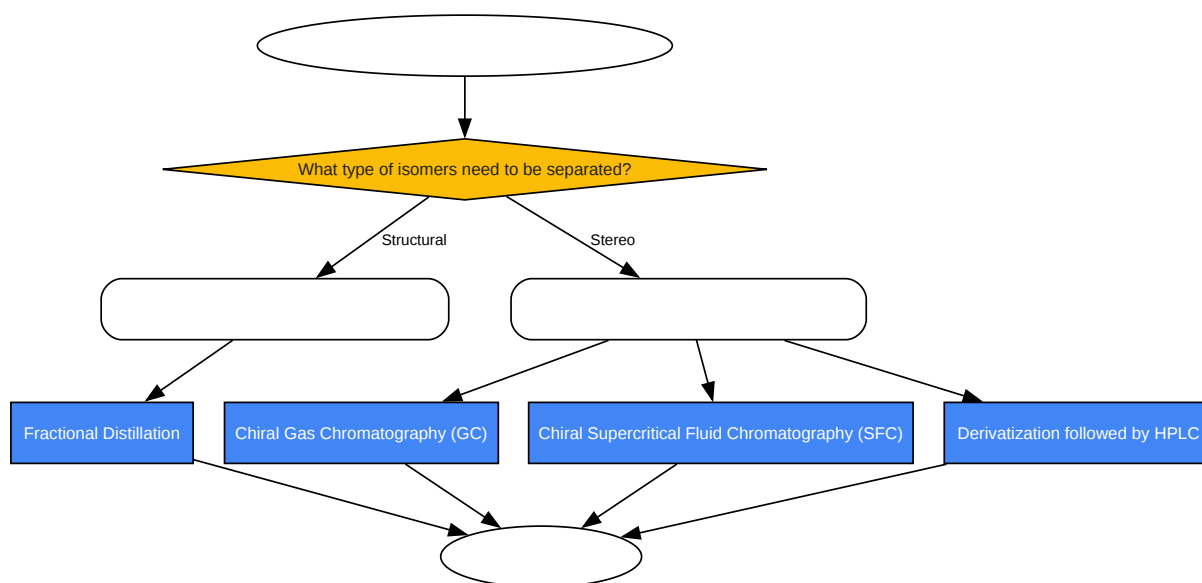 What type of isomers need to be separated?
Structural
Stereo
Fractional Distillation
Chiral Gas Chromatography (GC)
Chiral Supercritical Fluid Chromatography (SFC)
Derivatization followed by HPLC